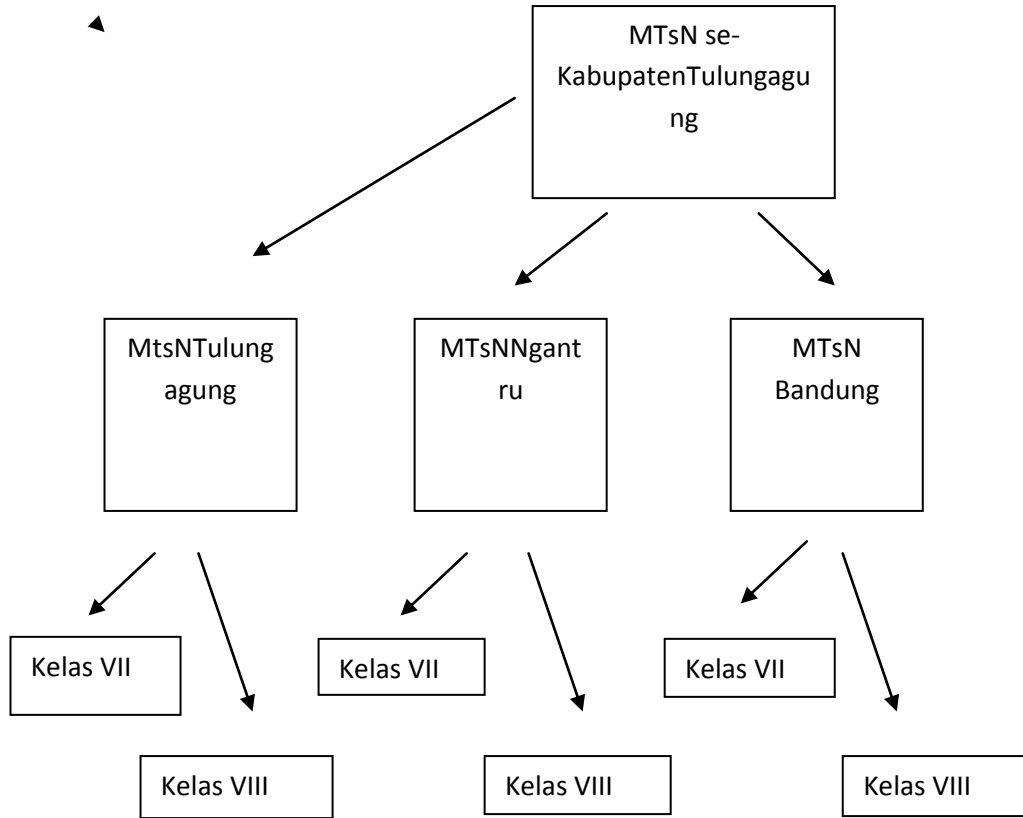 MTsN se-
KabupatenTulungagu
ng
MtsNTulung
agung
MTsNNgant
ru
MTsN
Bandung
Kelas VII
Kelas VII
Kelas VII
Kelas VIII
Kelas VIII
Kelas VIII